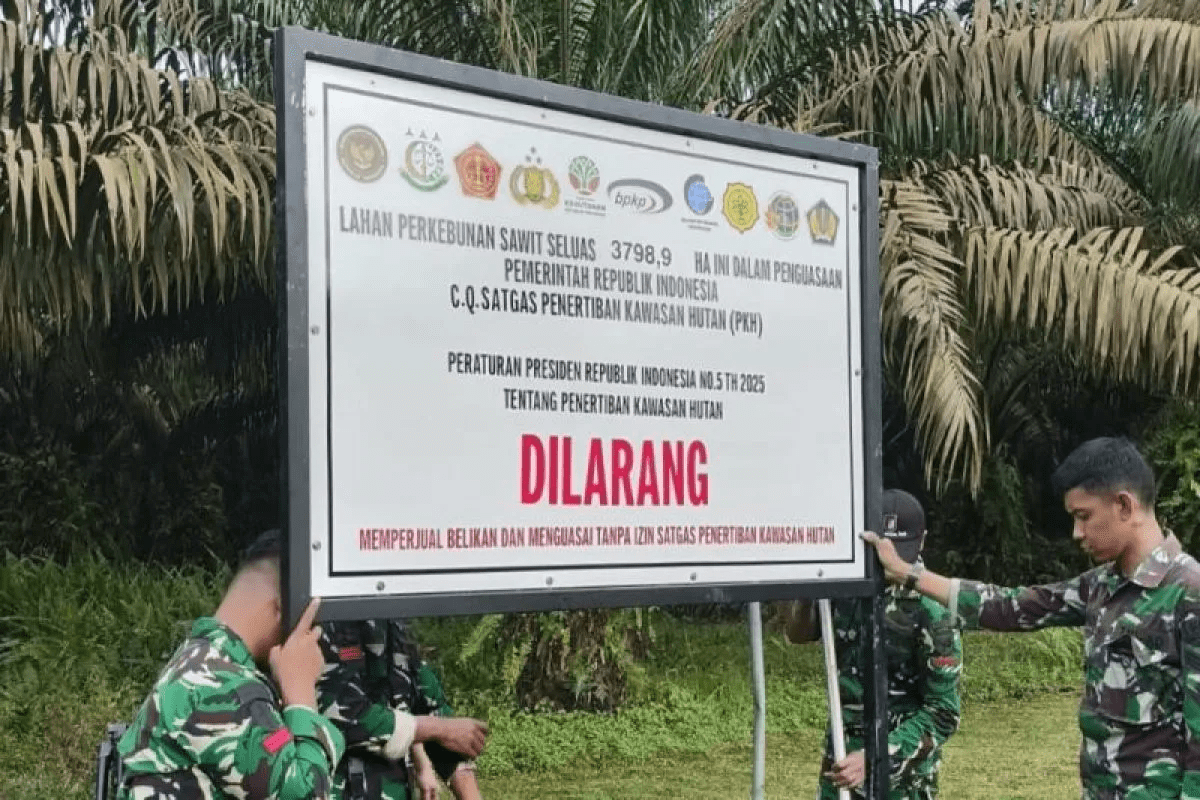 bpkp
LAHAN PERKEBUNAN SAWIT SELUAS 3798,9 HA INI DALAM PENGUASAAN
PEMERINTAH REPUBLIK INDONESIA
C.Q.SATGAS PENERTIBAN KAWASAN HUTAN (PKH)
PERATURAN PRESIDEN REPUBLIK INDONESIA NO.5 TH 2025
TENTANG PENERTIBAN KAWASAN HUTAN
DILARANG
MEMPERJUAL BELIKAN DAN MENGUASAI TANPA IZIN SATGAS PENERTIBAN KAWASAN HUTAN